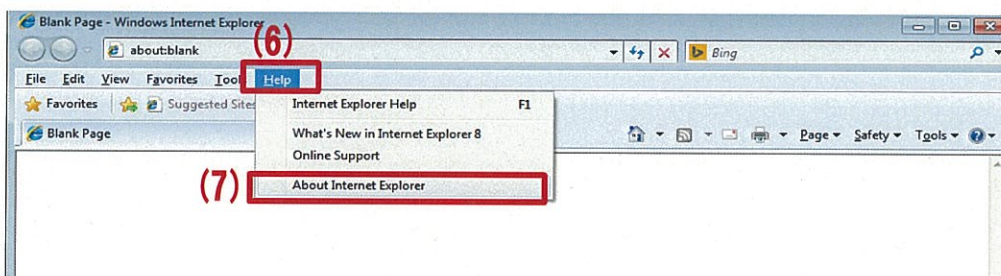 Blank Page - Windows Internet Explorer
(6)
about:blank
Bing
File Edit View Favorites Tool Help
Favorites Suggested Sites
Internet Explorer Help F1
What's New in Internet Explorer 8
Blank Page
Page Safety Tools
Online Support
(7)
About Internet Explorer